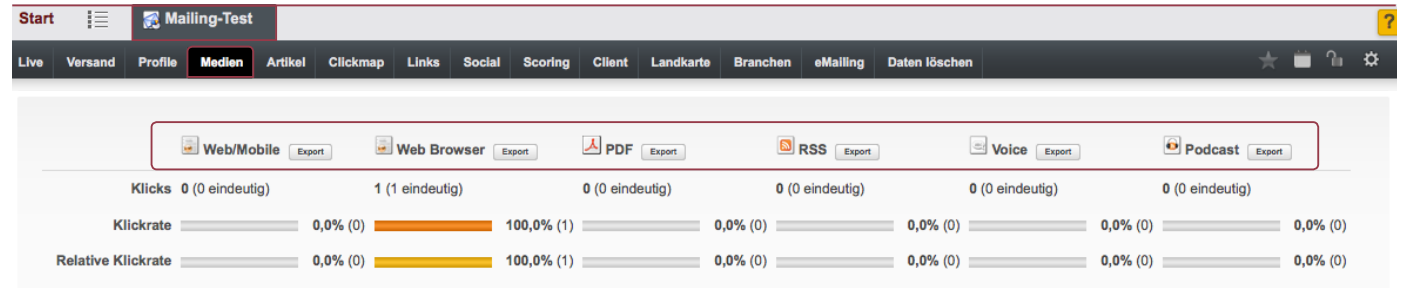 Start Mailing-Test ?
Live Versand Profile Medien Artikel Clickmap Links Social Scoring Client Landkarte Branchen eMailing Daten löschen
Web/Mobile Export Web Browser Export PDF Export RSS Export Voice Export Podcast Export
Klicks 0 (0 eindeutig) 1 (1 eindeutig) 0 (0 eindeutig) 0 (0 eindeutig) 0 (0 eindeutig) 0 (0 eindeutig)
Klickrate 0,0% (0) 100,0% (1) 0,0% (0) 0,0% (0) 0,0% (0) 0,0% (0)
Relative Klickrate 0,0% (0) 100,0% (1) 0,0% (0) 0,0% (0) 0,0% (0) 0,0% (0)